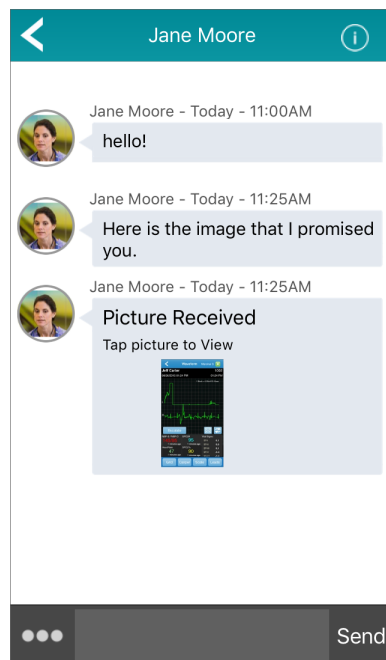 Jane Moore
Jane Moore - Today - 11:00AM
hello!
Jane Moore - Today - 11:25AM
Here is the image that I promised
you.
Jane Moore - Today - 11:25AM
Picture Received
Tap picture to View
Send